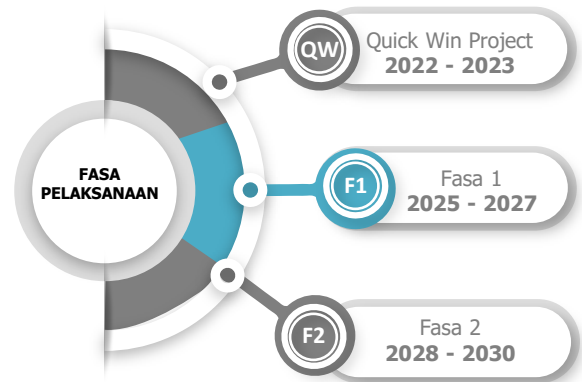 FASA
PELAKSANAAN
QW
Quick Win Project
2022 - 2023
F1
Fasa 1
2025 - 2027
F2
Fasa 2
2028 - 2030